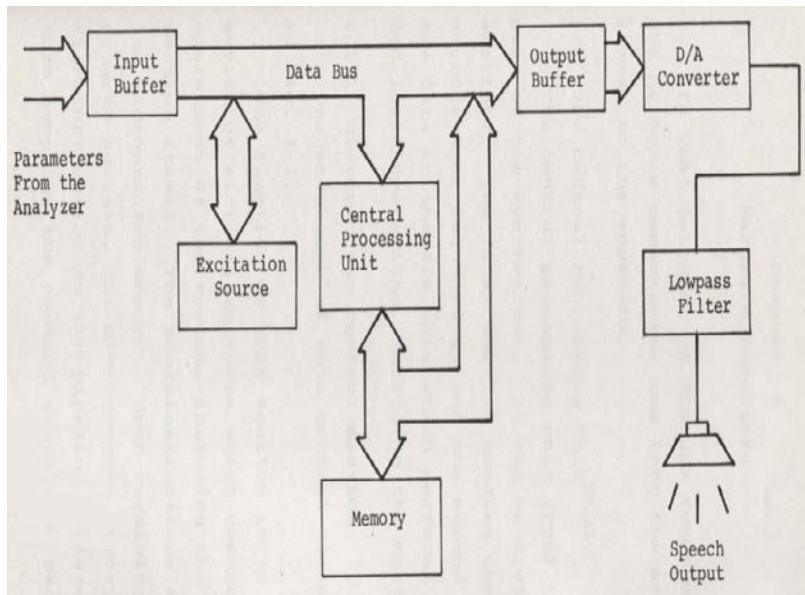 Input
Buffer
Data Bus
Output
Buffer
D/A
Converter
Parameters
From the
Analyzer
Excitation
Source
Central
Processing
Unit
Lowpass
Filter
Memory
Speech
Output